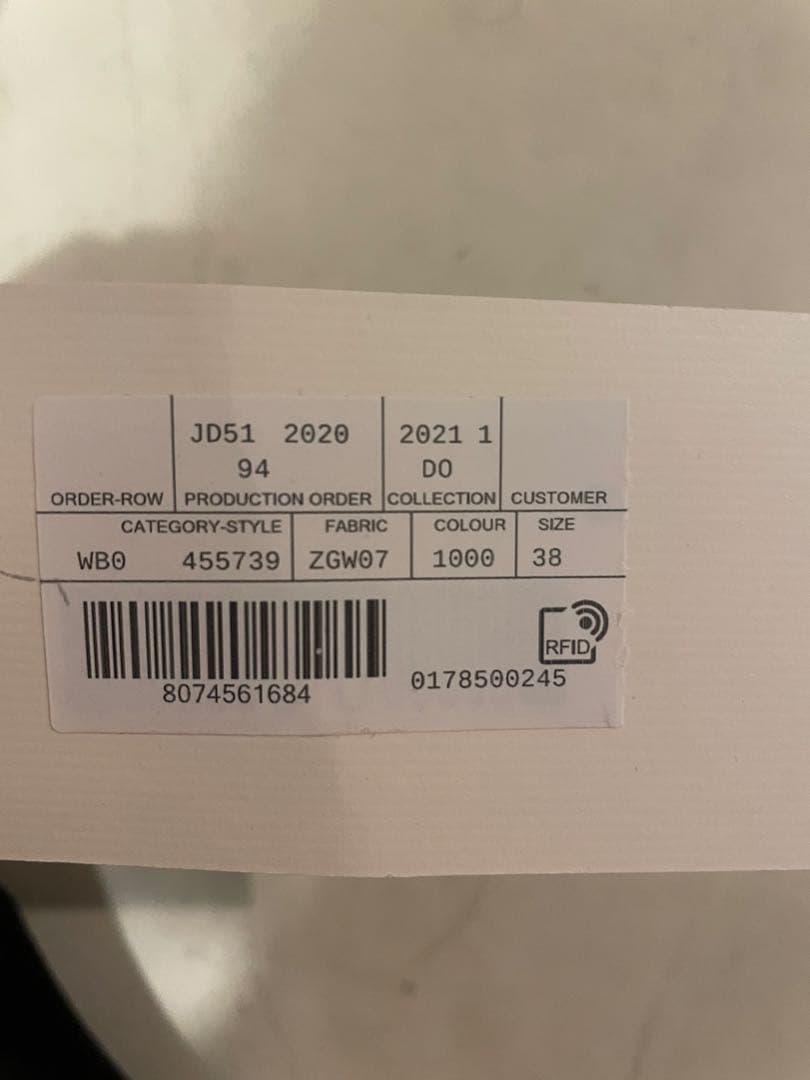 JD51 2020 2021 1
94 DO
ORDER-ROW PRODUCTION ORDER COLLECTION CUSTOMER
CATEGORY-STYLE FABRIC COLOUR SIZE
WB0 455739 ZGW07 1000 38
RFID
8074561684 0178500245